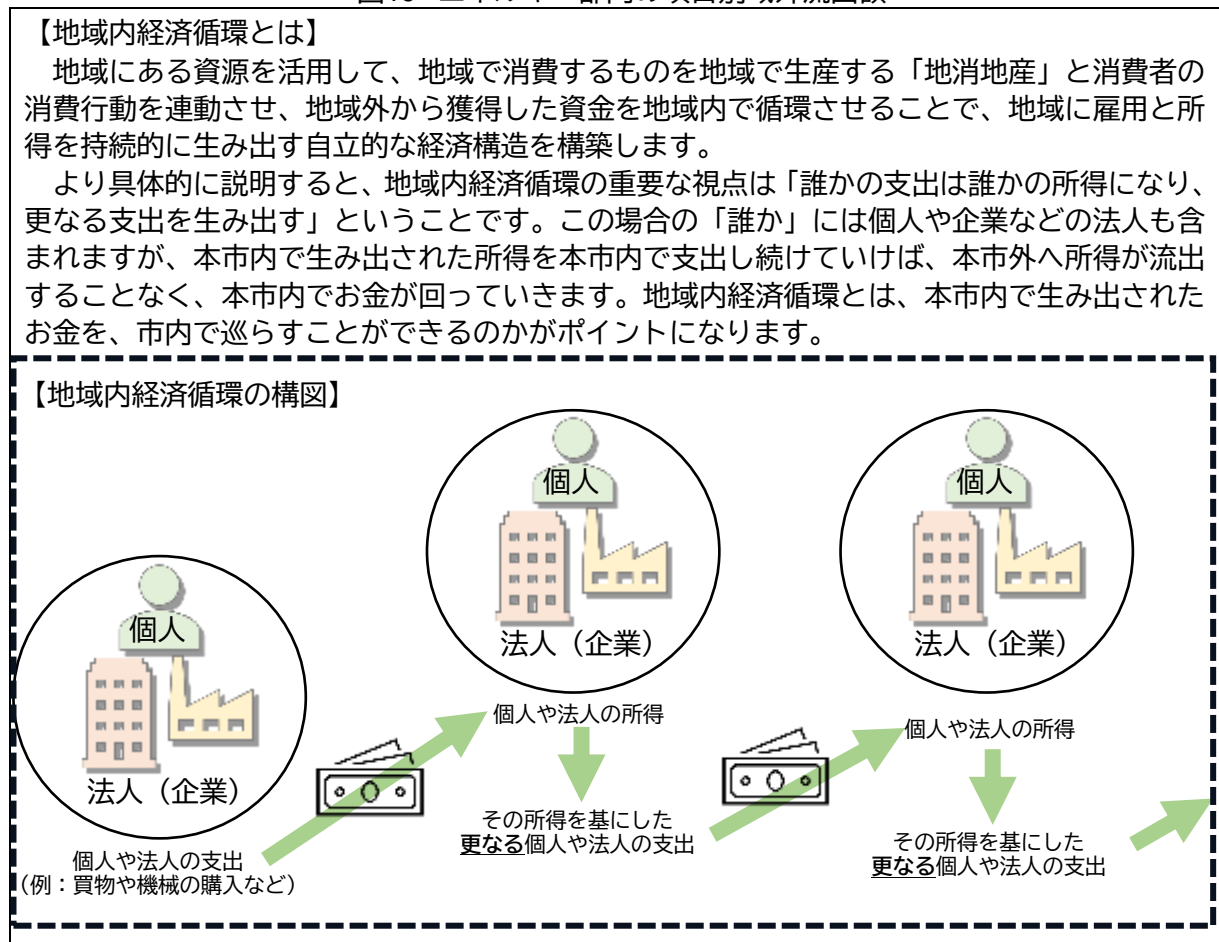 【地域内経済循環とは】
　地域にある資源を活用して、地域で消費するものを地域で生産する「地消地産」と消費者の
消費行動を連動させ、地域外から獲得した資金を地域内で循環させることで、地域に雇用と所
得を持続的に生み出す自立的な経済構造を構築します。
　より具体的に説明すると、地域内経済循環の重要な視点は「誰かの支出は誰かの所得になり、
更なる支出を生み出す」ということです。この場合の「誰か」には個人や企業などの法人も含
まれますが、本市内で生み出された所得を本市内で支出し続けていけば、本市外へ所得が流出
することなく、本市内でお金が回っていきます。地域内経済循環とは、本市内で生み出された
お金を、市内で巡らすことができるのかがポイントになります。
【地域内経済循環の構図】
個人
法人（企業）
個人や法人の支出
（例：買物や機械の購入など）
個人
法人（企業）
個人や法人の所得
その所得を基にした
更なる個人や法人の支出
個人
法人（企業）
個人や法人の所得
その所得を基にした
更なる個人や法人の支出